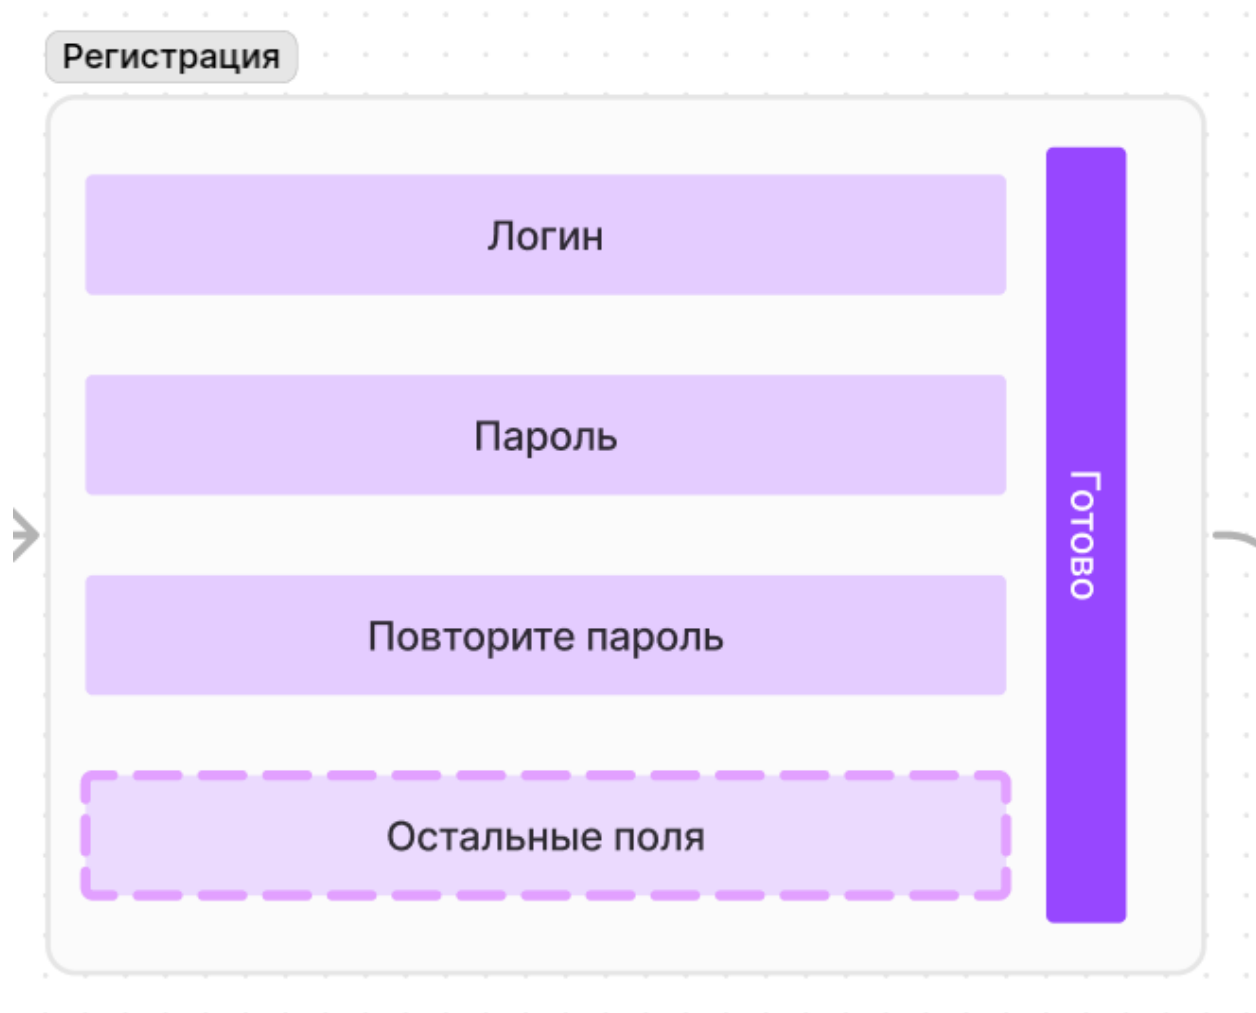 Регистрация
Логин
Пароль
Повторите пароль
Остальные поля
Готово